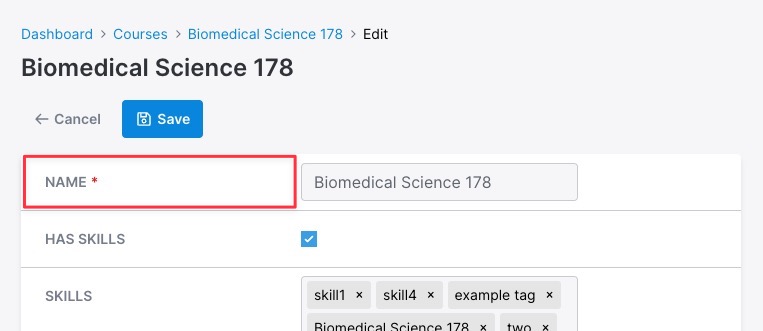 Dashboard > Courses > Biomedical Science 178 > Edit
Biomedical Science 178
← Cancel Save
NAME * Biomedical Science 178
HAS SKILLS
SKILLS skill1 × skill4 × example tag ×
Biomedical Science 178 × two ×